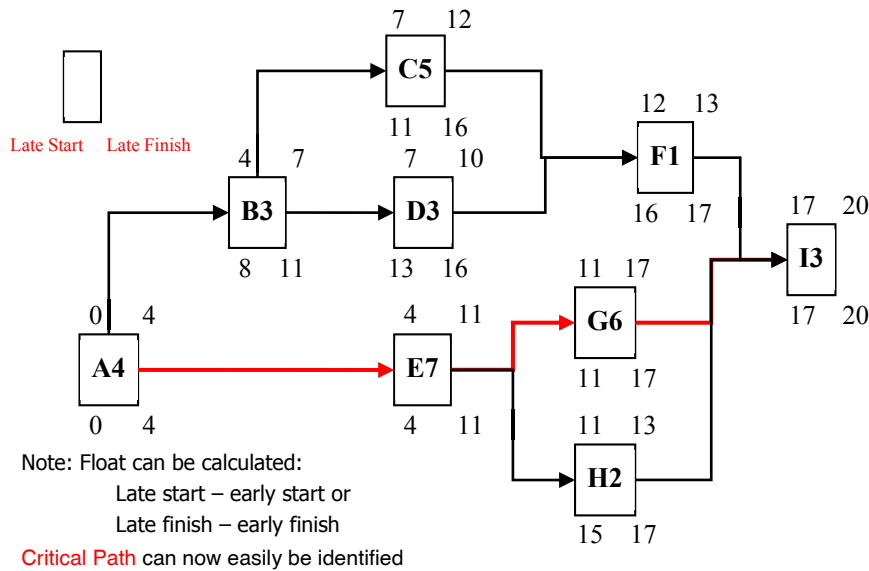 7 12
C5
11 16
Late Start Late Finish
4 7
B3
8 11
7 10
D3
13 16
12 13
F1
16 17
17 20
I3
17 20
0 4
A4
0 4
4 11
E7
4 11
11 17
G6
11 17
11 13
H2
15 17
Note: Float can be calculated:
Late start – early start or
Late finish – early finish
Critical Path can now easily be identified